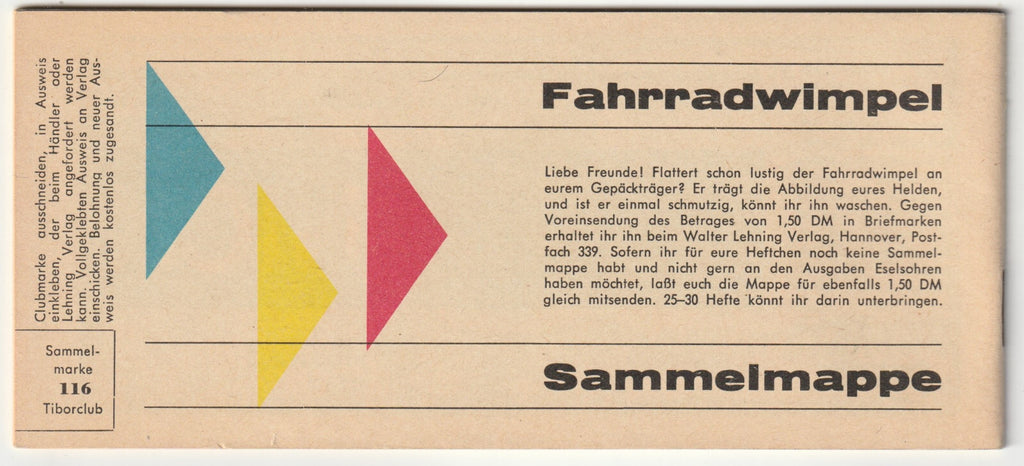 Clubmarke ausschneiden, in Ausweis
einkleben, der beim Händler oder
Lehning Verlag angefordert werden
kann. Vollgeklebten Ausweis an Verlag
einschicken. Belohnung und neuer Aus-
weis werden kostenlos zugesandt.
Sammel-
marke
116
Tiborclub
Fahrradwimpel
Liebe Freunde! Flattert schon lustig der Fahrradwimpel an
eurem Gepäckträger? Er trägt die Abbildung eures Helden,
und ist er einmal schmutzig, könnt ihr ihn waschen. Gegen
Voreinsendung des Betrages von 1,50 DM in Briefmarken
erhaltet ihr ihn beim Walter Lehning Verlag, Hannover, Post-
fach 339. Sofern ihr für eure Heftchen noch keine Sammel-
mappe habt und nicht gern an den Ausgaben Eselsohren
haben möchtet, laßt euch die Mappe für ebenfalls 1,50 DM
gleich mitsenden. 25–30 Hefte könnt ihr darin unterbringen.
Sammelmappe